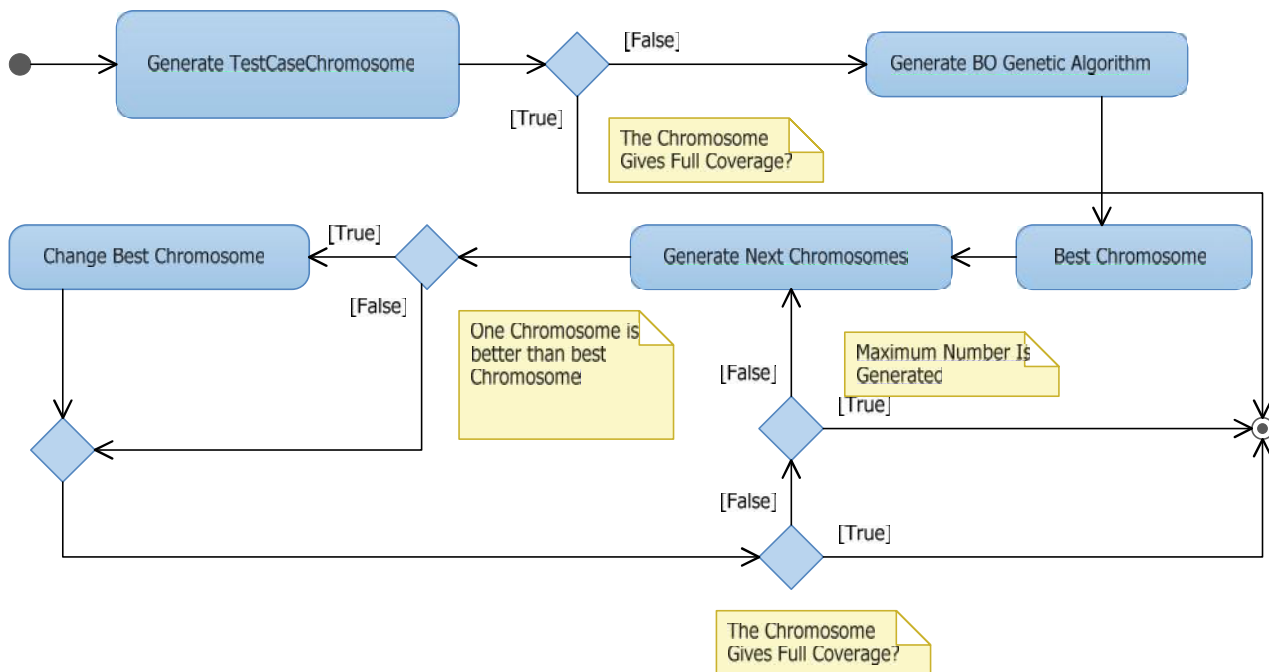 Generate TestCaseChromosome
[False]
Generate BO Genetic Algorithm
[True]
The Chromosome
Gives Full Coverage?
Change Best Chromosome
[True]
[False]
Generate Next Chromosomes
Best Chromosome
One Chromosome is
better than best
Chromosome
Maximum Number Is
Generated
[False]
[True]
[False]
[True]
The Chromosome
Gives Full Coverage?